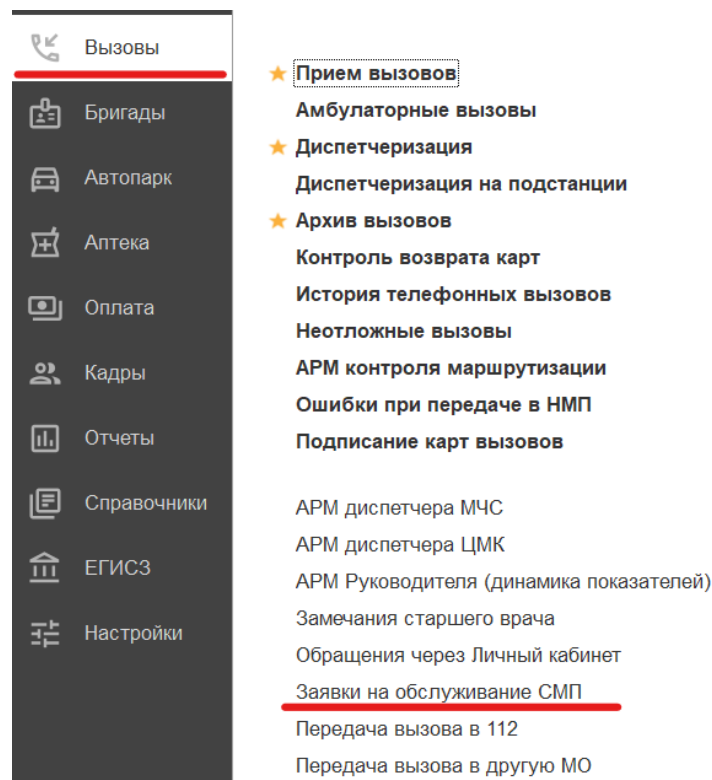 Вызовы
Бригады
Автопарк
Аптека
Оплата
Кадры
Отчеты
Справочники
ЕГИСЗ
Настройки
Прием вызовов
Амбулаторные вызовы
Диспетчеризация
Диспетчеризация на подстанции
Архив вызовов
Контроль возврата карт
История телефонных вызовов
Неотложные вызовы
АРМ контроля маршрутизации
Ошибки при передаче в НМП
Подписание карт вызовов
АРМ диспетчера МЧС
АРМ диспетчера ЦМК
АРМ Руководителя (динамика показателей)
Замечания старшего врача
Обращения через Личный кабинет
Заявки на обслуживание СМП
Передача вызова в 112
Передача вызова в другую МО